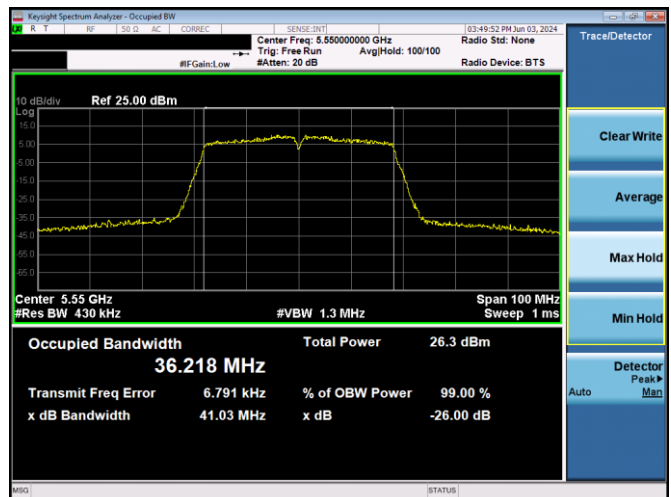 Keysight Spectrum Analyzer - Occupied BW
R T RF 50 Ω AC CORREC SENSE:INT 03:49:52 PM Jun 03, 2024
Center Freq: 5.550000000 GHz Radio Std: None
Trig: Free Run Avg|Hold: 100/100
#IFGain:Low #Atten: 20 dB Radio Device: BTS
Trace/Detector
10 dB/div Ref 25.00 dBm
Log
15.0
5.00
-5.00
-15.0
-25.0
-35.0
-45.0
-55.0
-65.0
Center 5.55 GHz Span 100 MHz
#Res BW 430 kHz #VBW 1.3 MHz Sweep 1 ms
Occupied Bandwidth Total Power 26.3 dBm
36.218 MHz
Transmit Freq Error 6.791 kHz % of OBW Power 99.00 %
x dB Bandwidth 41.03 MHz x dB -26.00 dB
Clear Write
Average
Max Hold
Min Hold
Detector
Peak▶
Auto Man
MSG STATUS